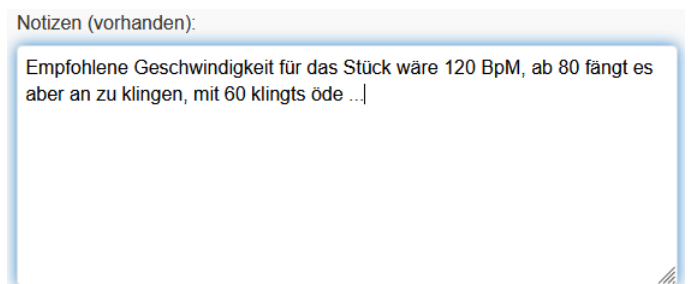 Notizen (vorhanden):
Empfohlene Geschwindigkeit für das Stück wäre 120 BpM, ab 80 fängt es
aber an zu klingen, mit 60 klingts öde ...